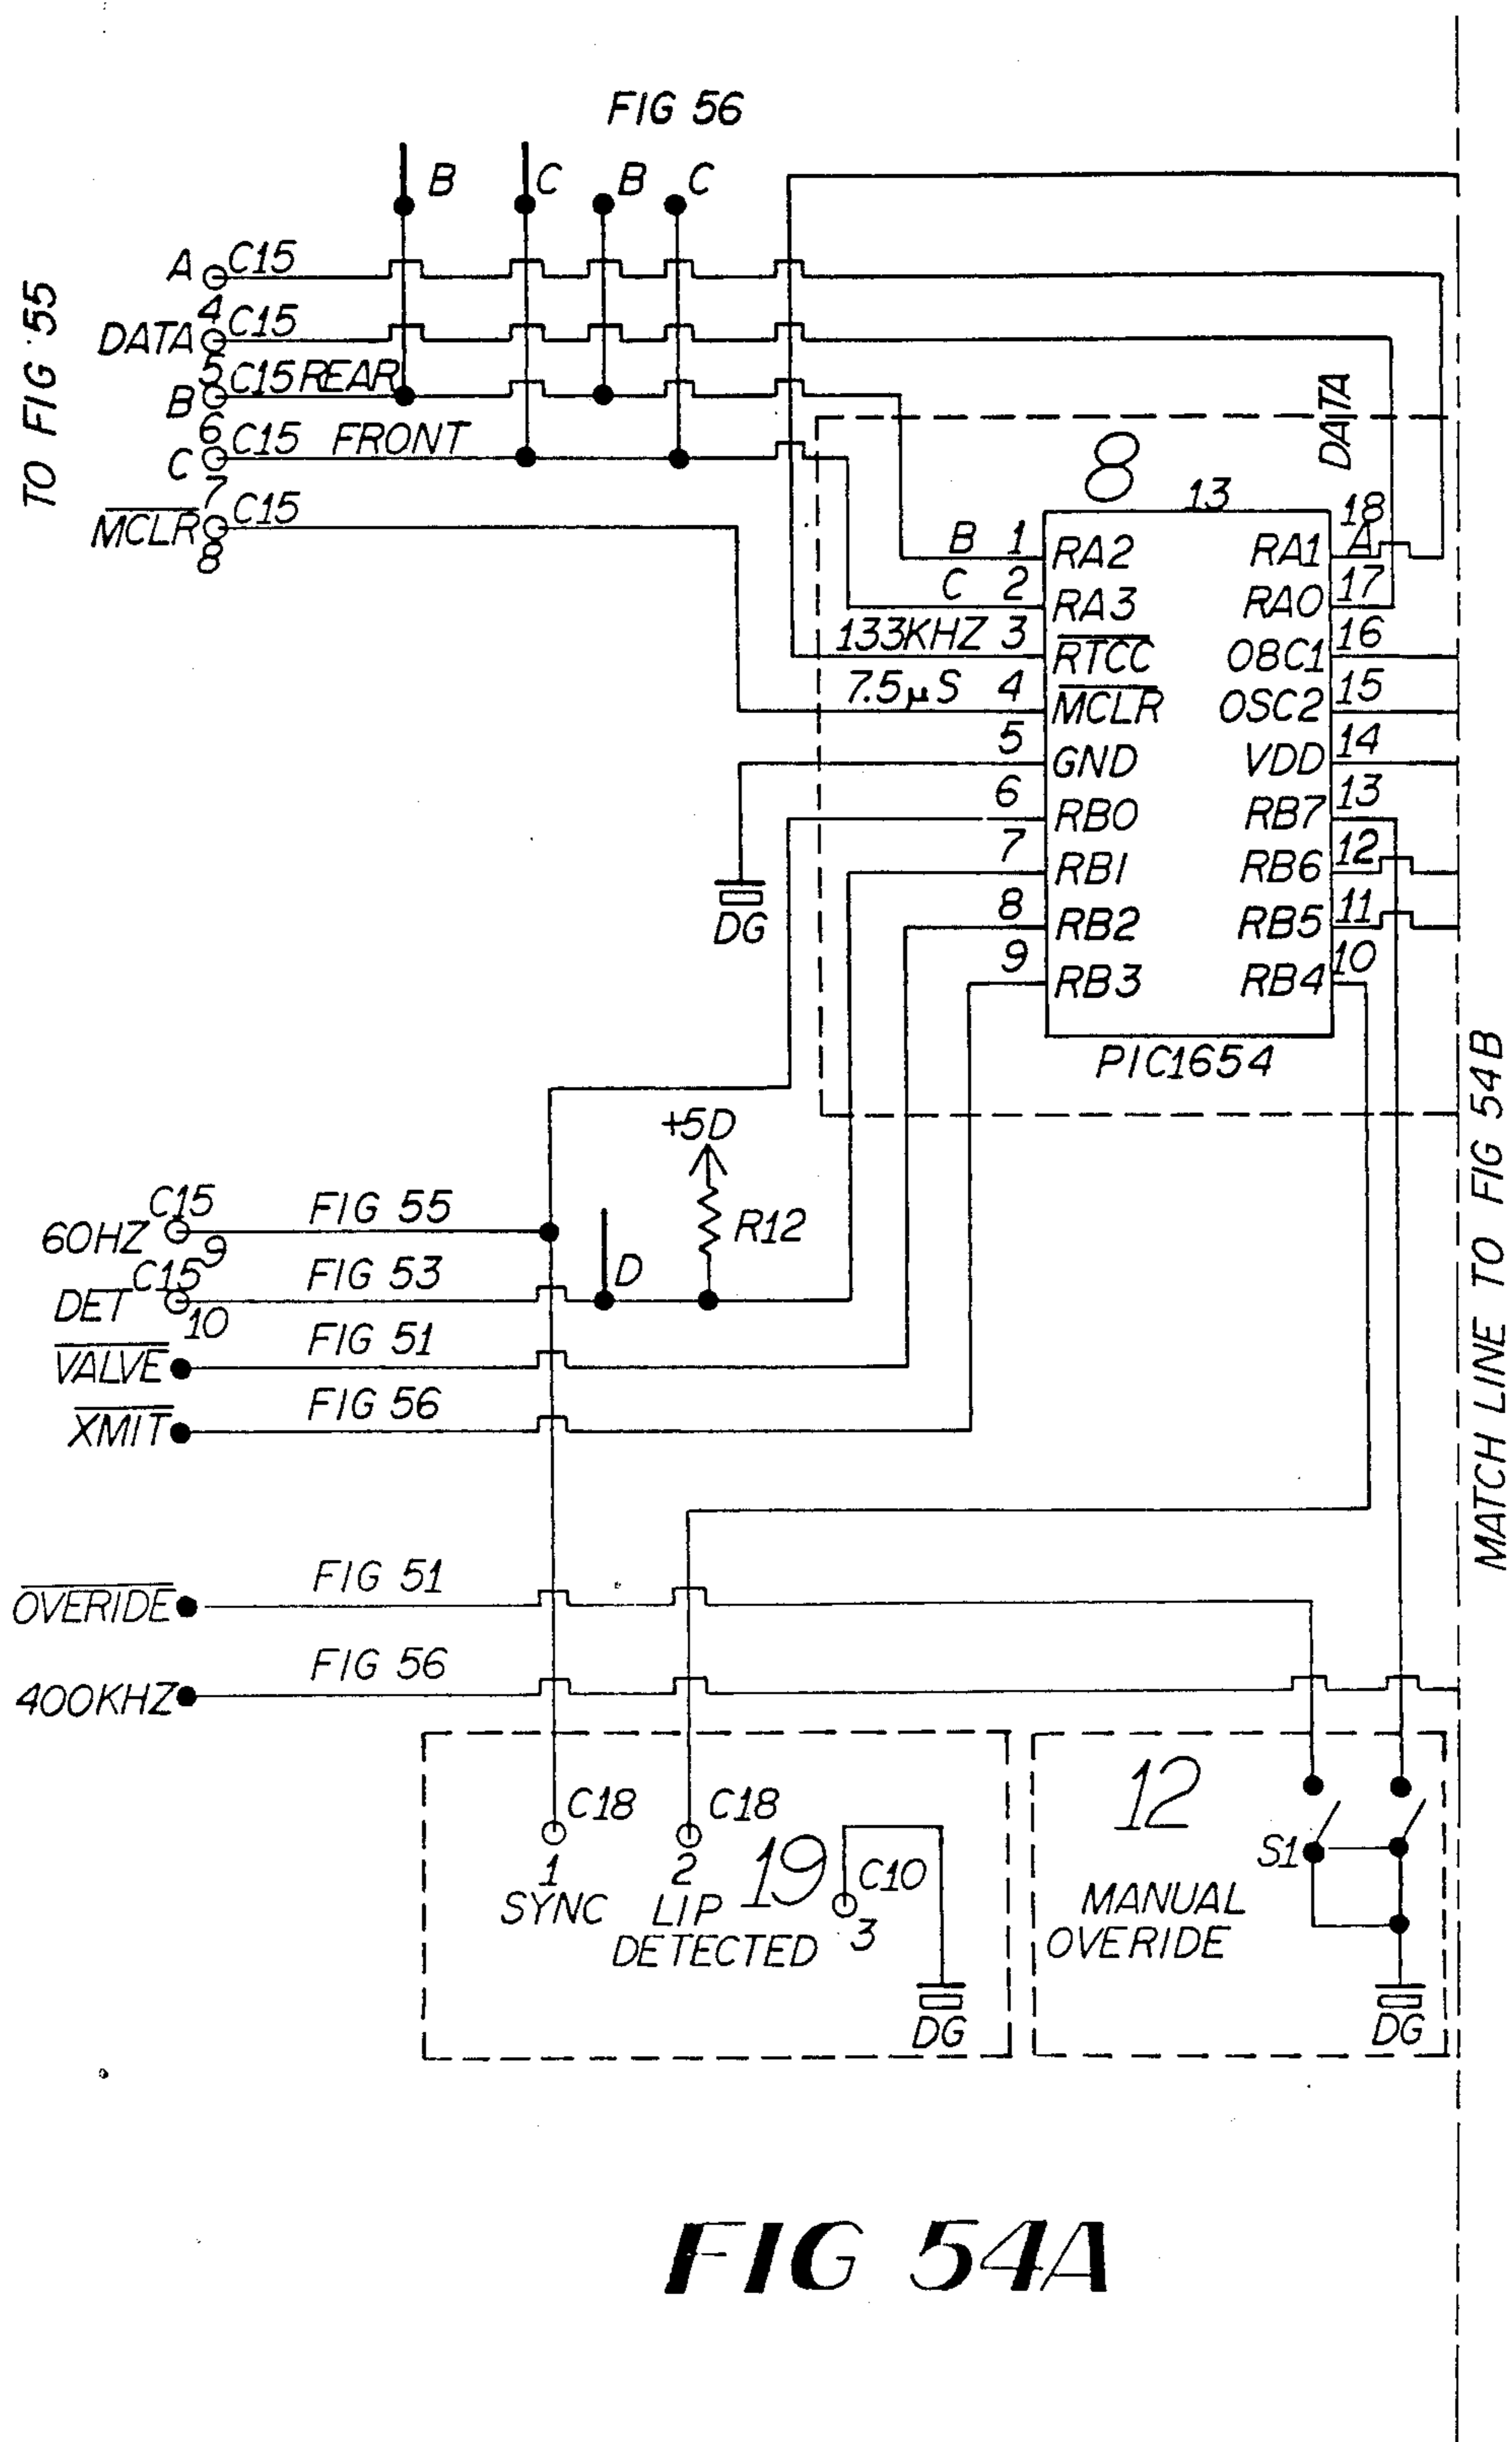 FIG 56
B C B C
A C15
4
DATA C15
5
B C15 REAR
6
C C15 FRONT
7
MCLR C15
8
TO FIG 55
DATA
8
13
B 1 RA2 RA1 18 A
C 2 RA3 RA0 17
133KHZ 3 RTCC OBC1 16
7.5μS 4 MCLR OSC2 15
5 GND VDD 14
6 RB0 RB7 13
7 RB1 RB6 12
8 RB2 RB5 11
9 RB3 RB4 10
PIC1654
DG
+5D
R12
60HZ C15 FIG 55
9
DET C15 FIG 53 D
10
VALVE FIG 51
XMIT FIG 56
OVERIDE FIG 51
400KHZ FIG 56
MATCH LINE TO FIG 54B
C18 C18
1 2 19 C10
SYNC LIP 3
DETECTED
DG
12
S1
MANUAL
OVERIDE
DG
FIG 54A